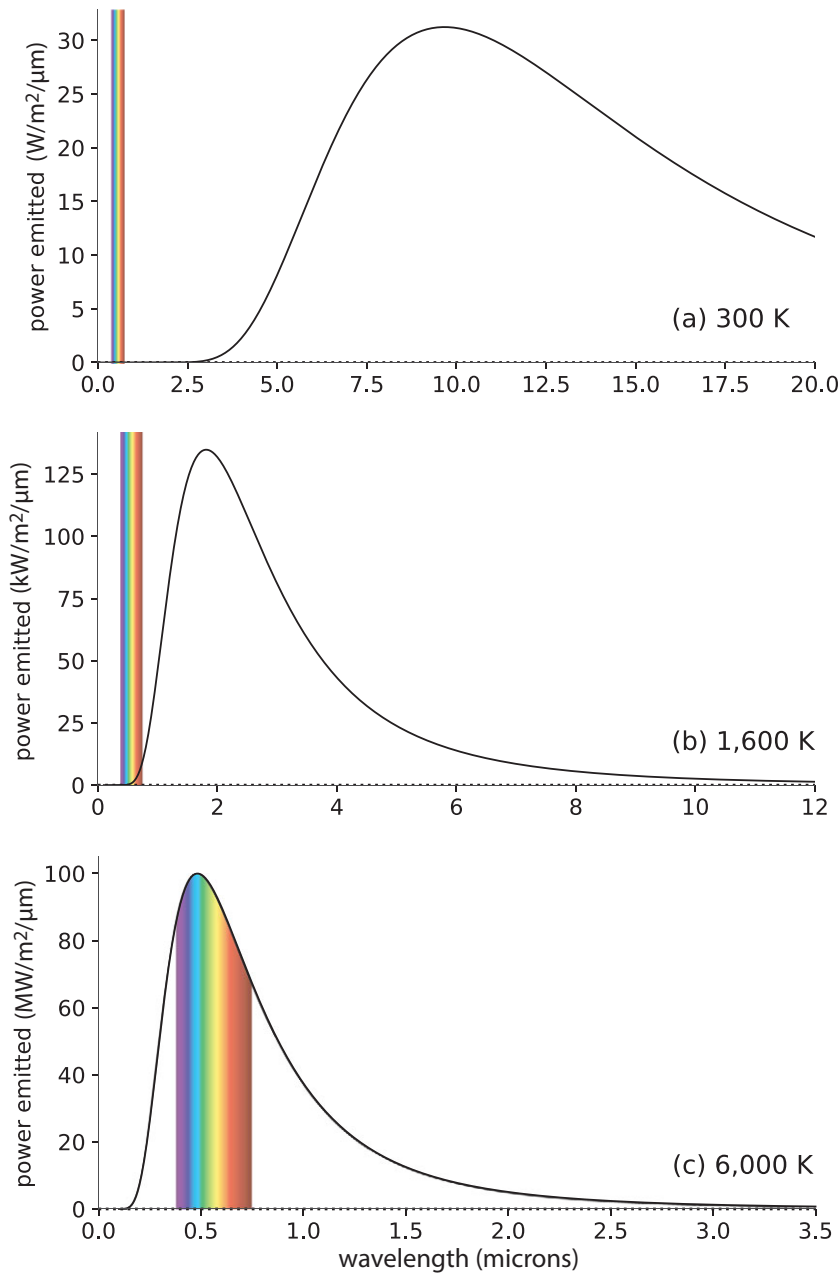 power emitted (W/m²/µm)
30
25
20
15
10
5
0
(a) 300 K
0.0 2.5 5.0 7.5 10.0 12.5 15.0 17.5 20.0
power emitted (kW/m²/µm)
125
100
75
50
25
0
(b) 1,600 K
0 2 4 6 8 10 12
power emitted (MW/m²/µm)
100
80
60
40
20
0
(c) 6,000 K
0.0 0.5 1.0 1.5 2.0 2.5 3.0 3.5
wavelength (microns)